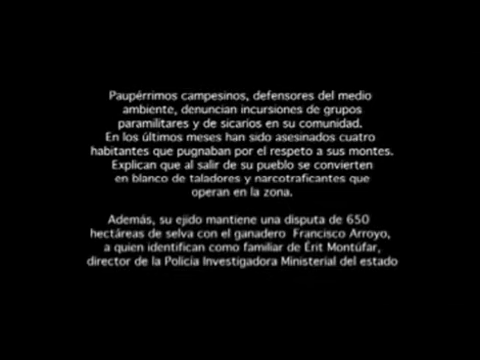 Paupérrimos campesinos, defensores del medio
ambiente, denuncian incursiones de grupos
paramilitares y de sicarios en su comunidad.
En los últimos meses han sido asesinados cuatro
habitantes que pugnaban por el respeto a sus montes.
Explican que al salir de su pueblo se convierten
en blanco de taladores y narcotraficantes que
operan en la zona.
Además, su ejido mantiene una disputa de 650
hectáreas de selva con el ganadero Francisco Arroyo,
a quien identifican como familiar de Érit Montúfar,
director de la Policía Investigadora Ministerial del estado